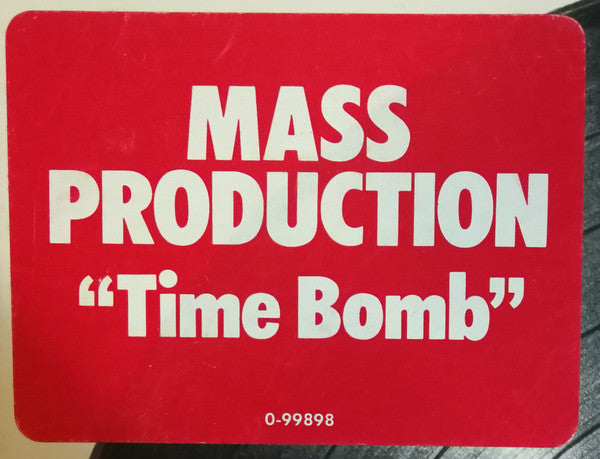 MASS
PRODUCTION
“Time Bomb”
0-99898